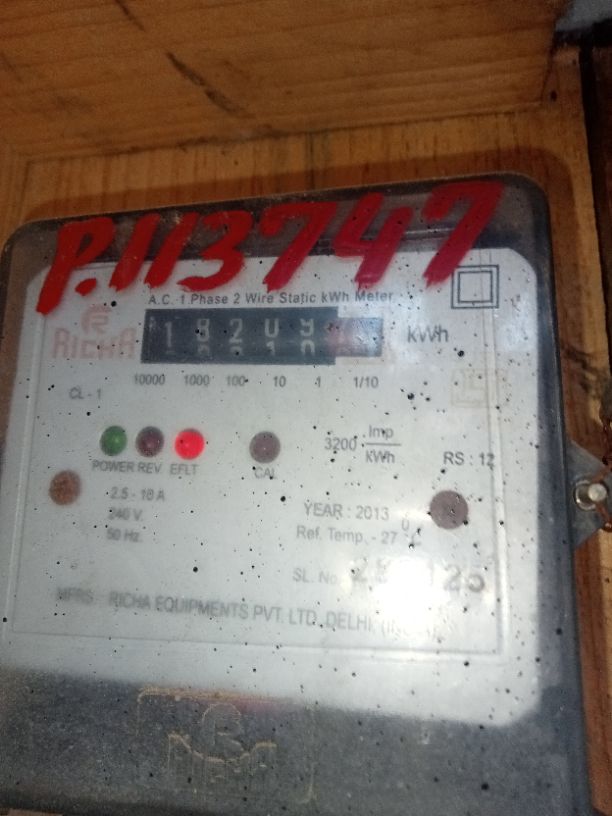 P.113747
A.C. 1 Phase 2 Wire Static kWh Meter
RICHA
18209
kWh
10000 1000 100 10 1 1/10
CL - 1
3200 Imp/kWh
POWER REV. EFLT CAL
RS : 12
2.5 - 10 A
240 V.
50 Hz.
YEAR : 2013
Ref. Temp. - 27 °C
SL. No.
MFRS : RICHA EQUIPMENTS PVT. LTD. DELHI.